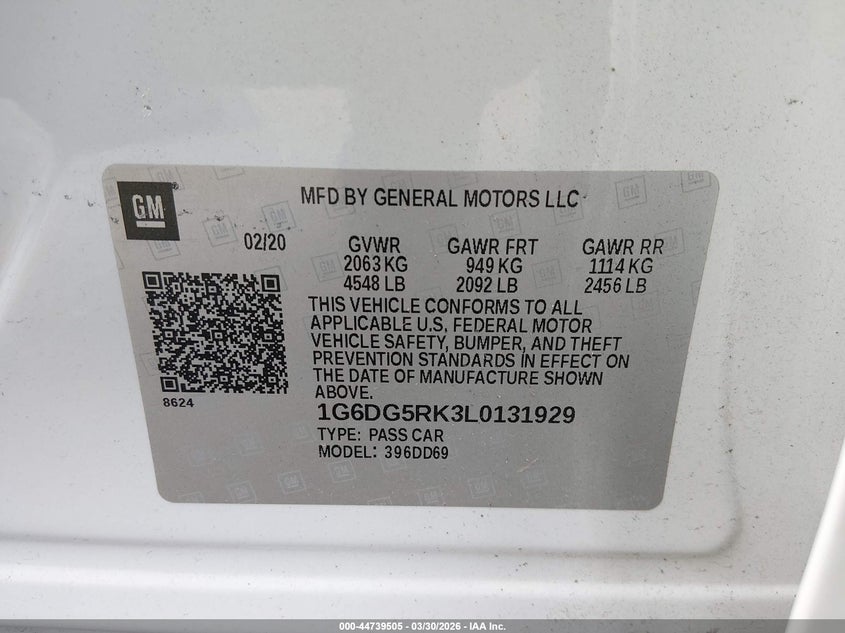 GM
MFD BY GENERAL MOTORS LLC
02/20 GVWR GAWR FRT GAWR RR
2063 KG 949 KG 1114 KG
4548 LB 2092 LB 2456 LB
THIS VEHICLE CONFORMS TO ALL
APPLICABLE U.S. FEDERAL MOTOR
VEHICLE SAFETY, BUMPER, AND THEFT
PREVENTION STANDARDS IN EFFECT ON
THE DATE OF MANUFACTURE SHOWN
ABOVE.
8624
1G6DG5RK3L0131929
TYPE: PASS CAR
MODEL: 396DD69
000-44739505 - 03/30/2026 - IAA Inc.